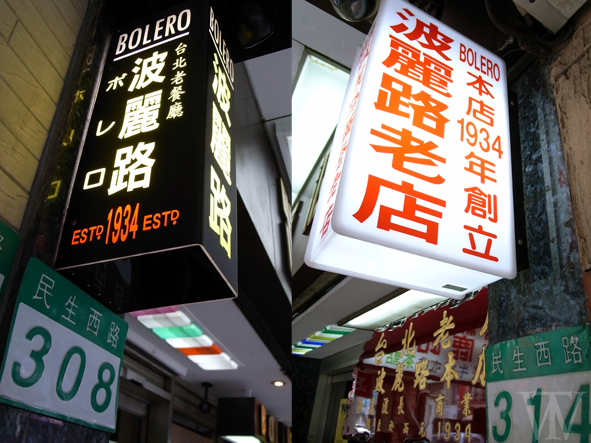 BOLERO
台北老餐廳
波麗路
ボレロ
ESTD 1934 ESTD
BOLERO
波麗路
民生西路
308
BOLERO
本店1934年創立
波麗路老店
民生西路
314
1934